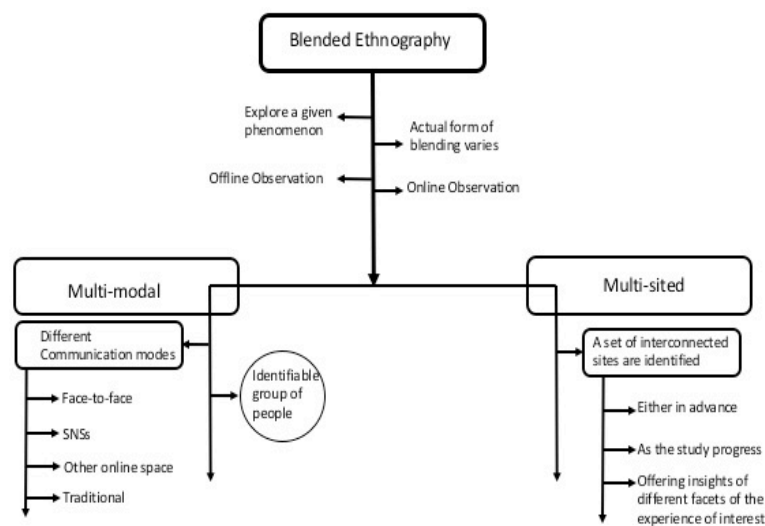 Blended Ethnography
Explore a given
phenomenon
Actual form of
blending varies
Offline Observation
Online Observation
Multi-modal
Multi-sited
Different
Communication modes
Identifiable
group of
people
Face-to-face
SNSs
Other online space
Traditional
A set of interconnected
sites are identified
Either in advance
As the study progress
Offering insights of
different facets of the
experience of interest